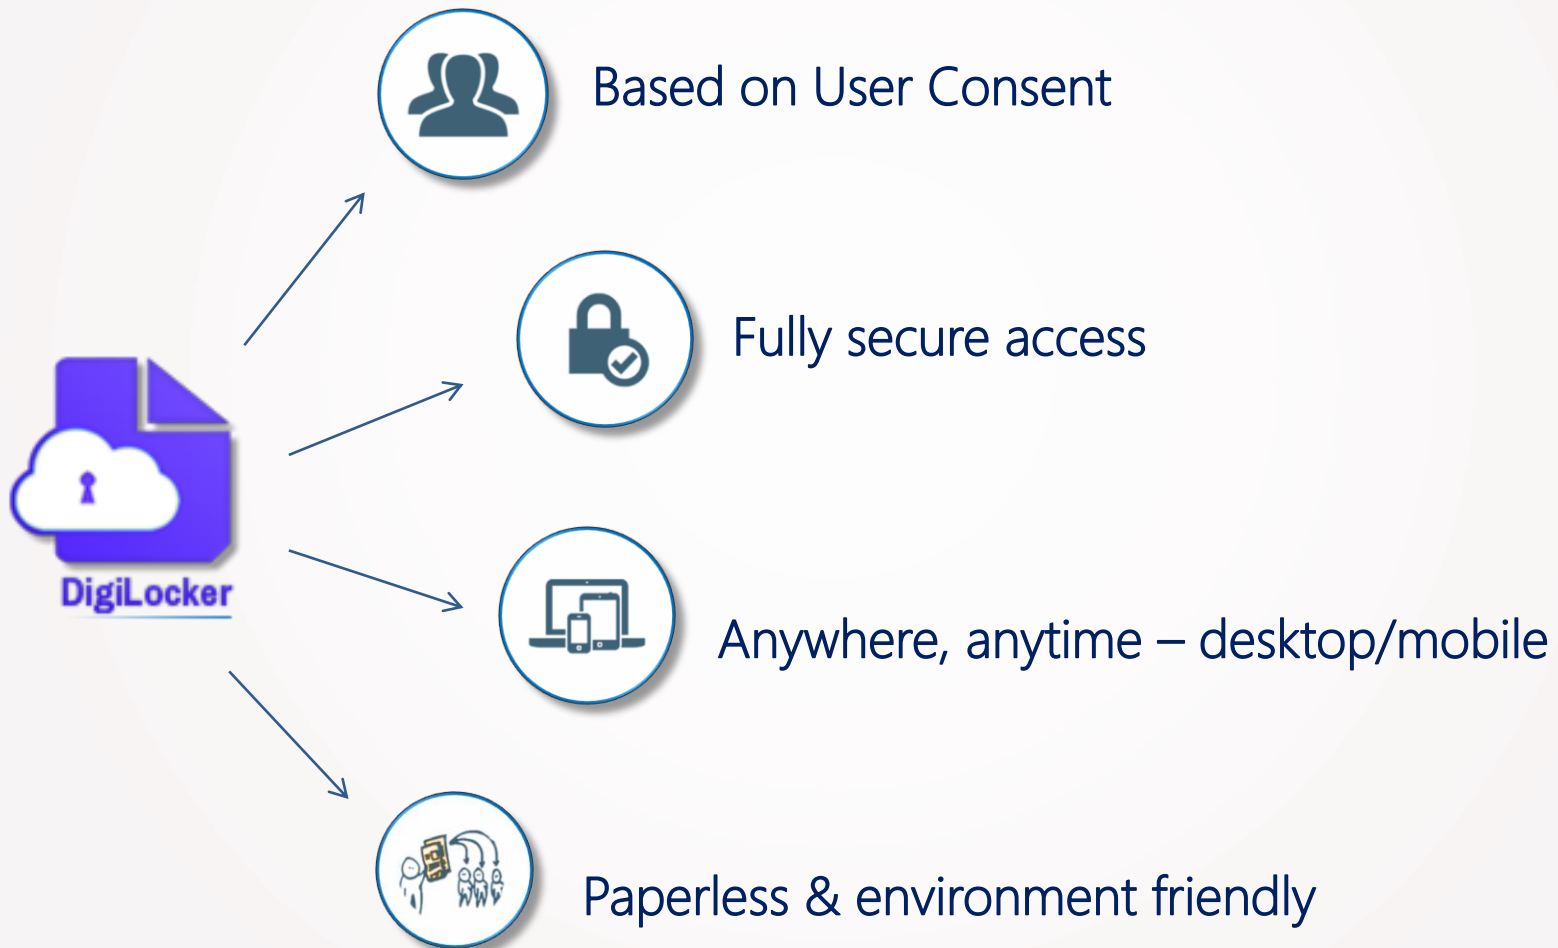 Based on User Consent
Fully secure access
DigiLocker
Anywhere, anytime – desktop/mobile
Paperless & environment friendly